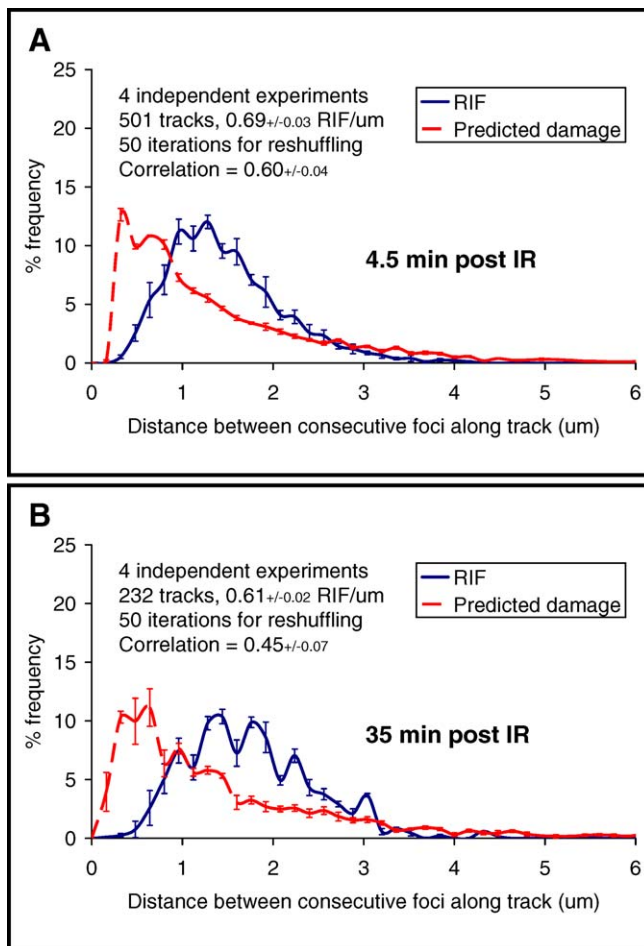 A
25
20
15
10
5
0
% frequency
4 independent experiments
501 tracks, 0.69+/-0.03 RIF/um
50 iterations for reshuffling
Correlation = 0.60+/-0.04
RIF
Predicted damage
4.5 min post IR
0 1 2 3 4 5 6
Distance between consecutive foci along track (um)
B
25
20
15
10
5
0
% frequency
4 independent experiments
232 tracks, 0.61+/-0.02 RIF/um
50 iterations for reshuffling
Correlation = 0.45+/-0.07
RIF
Predicted damage
35 min post IR
0 1 2 3 4 5 6
Distance between consecutive foci along track (um)